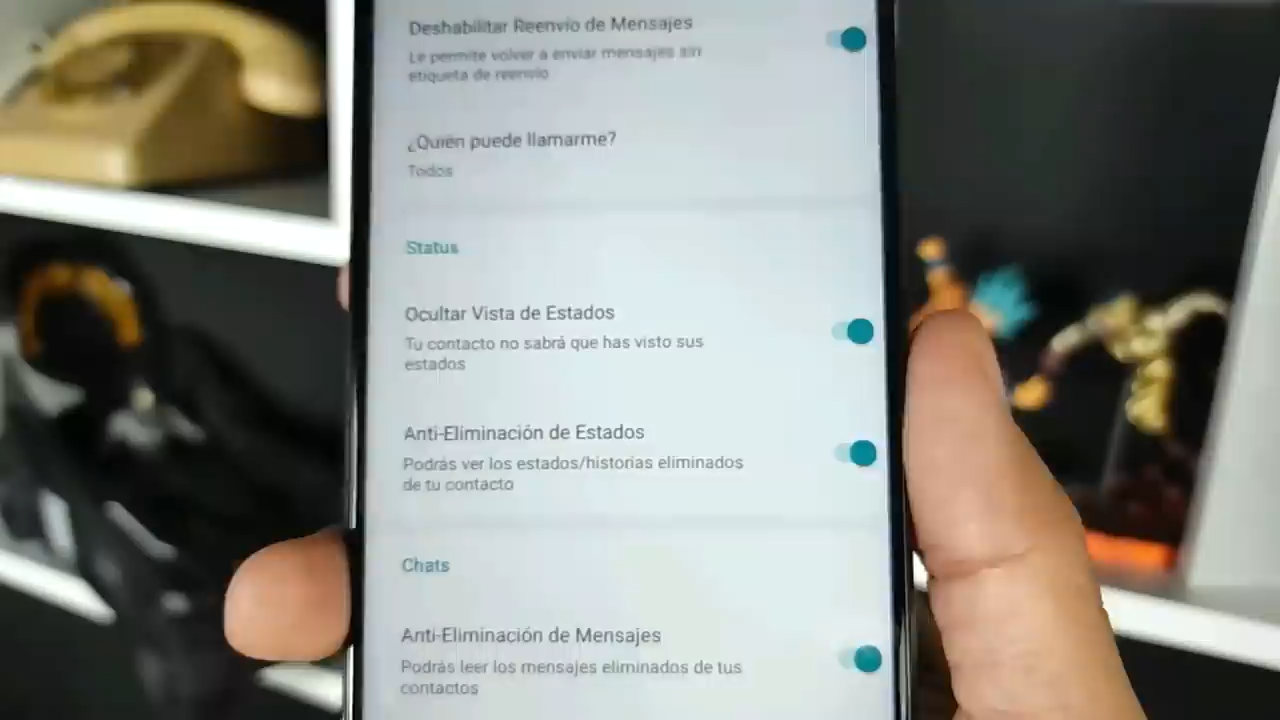 Deshabilitar Reenvío de Mensajes
Le permite volver a enviar mensajes sin
etiqueta de reenvío
¿Quién puede llamarme?
Todos
Status
Ocultar Vista de Estados
Tu contacto no sabrá que has visto sus
estados
Anti-Eliminación de Estados
Podrás ver los estados/historias eliminados
de tu contacto
Chats
Anti-Eliminación de Mensajes
Podrás leer los mensajes eliminados de tus
contactos